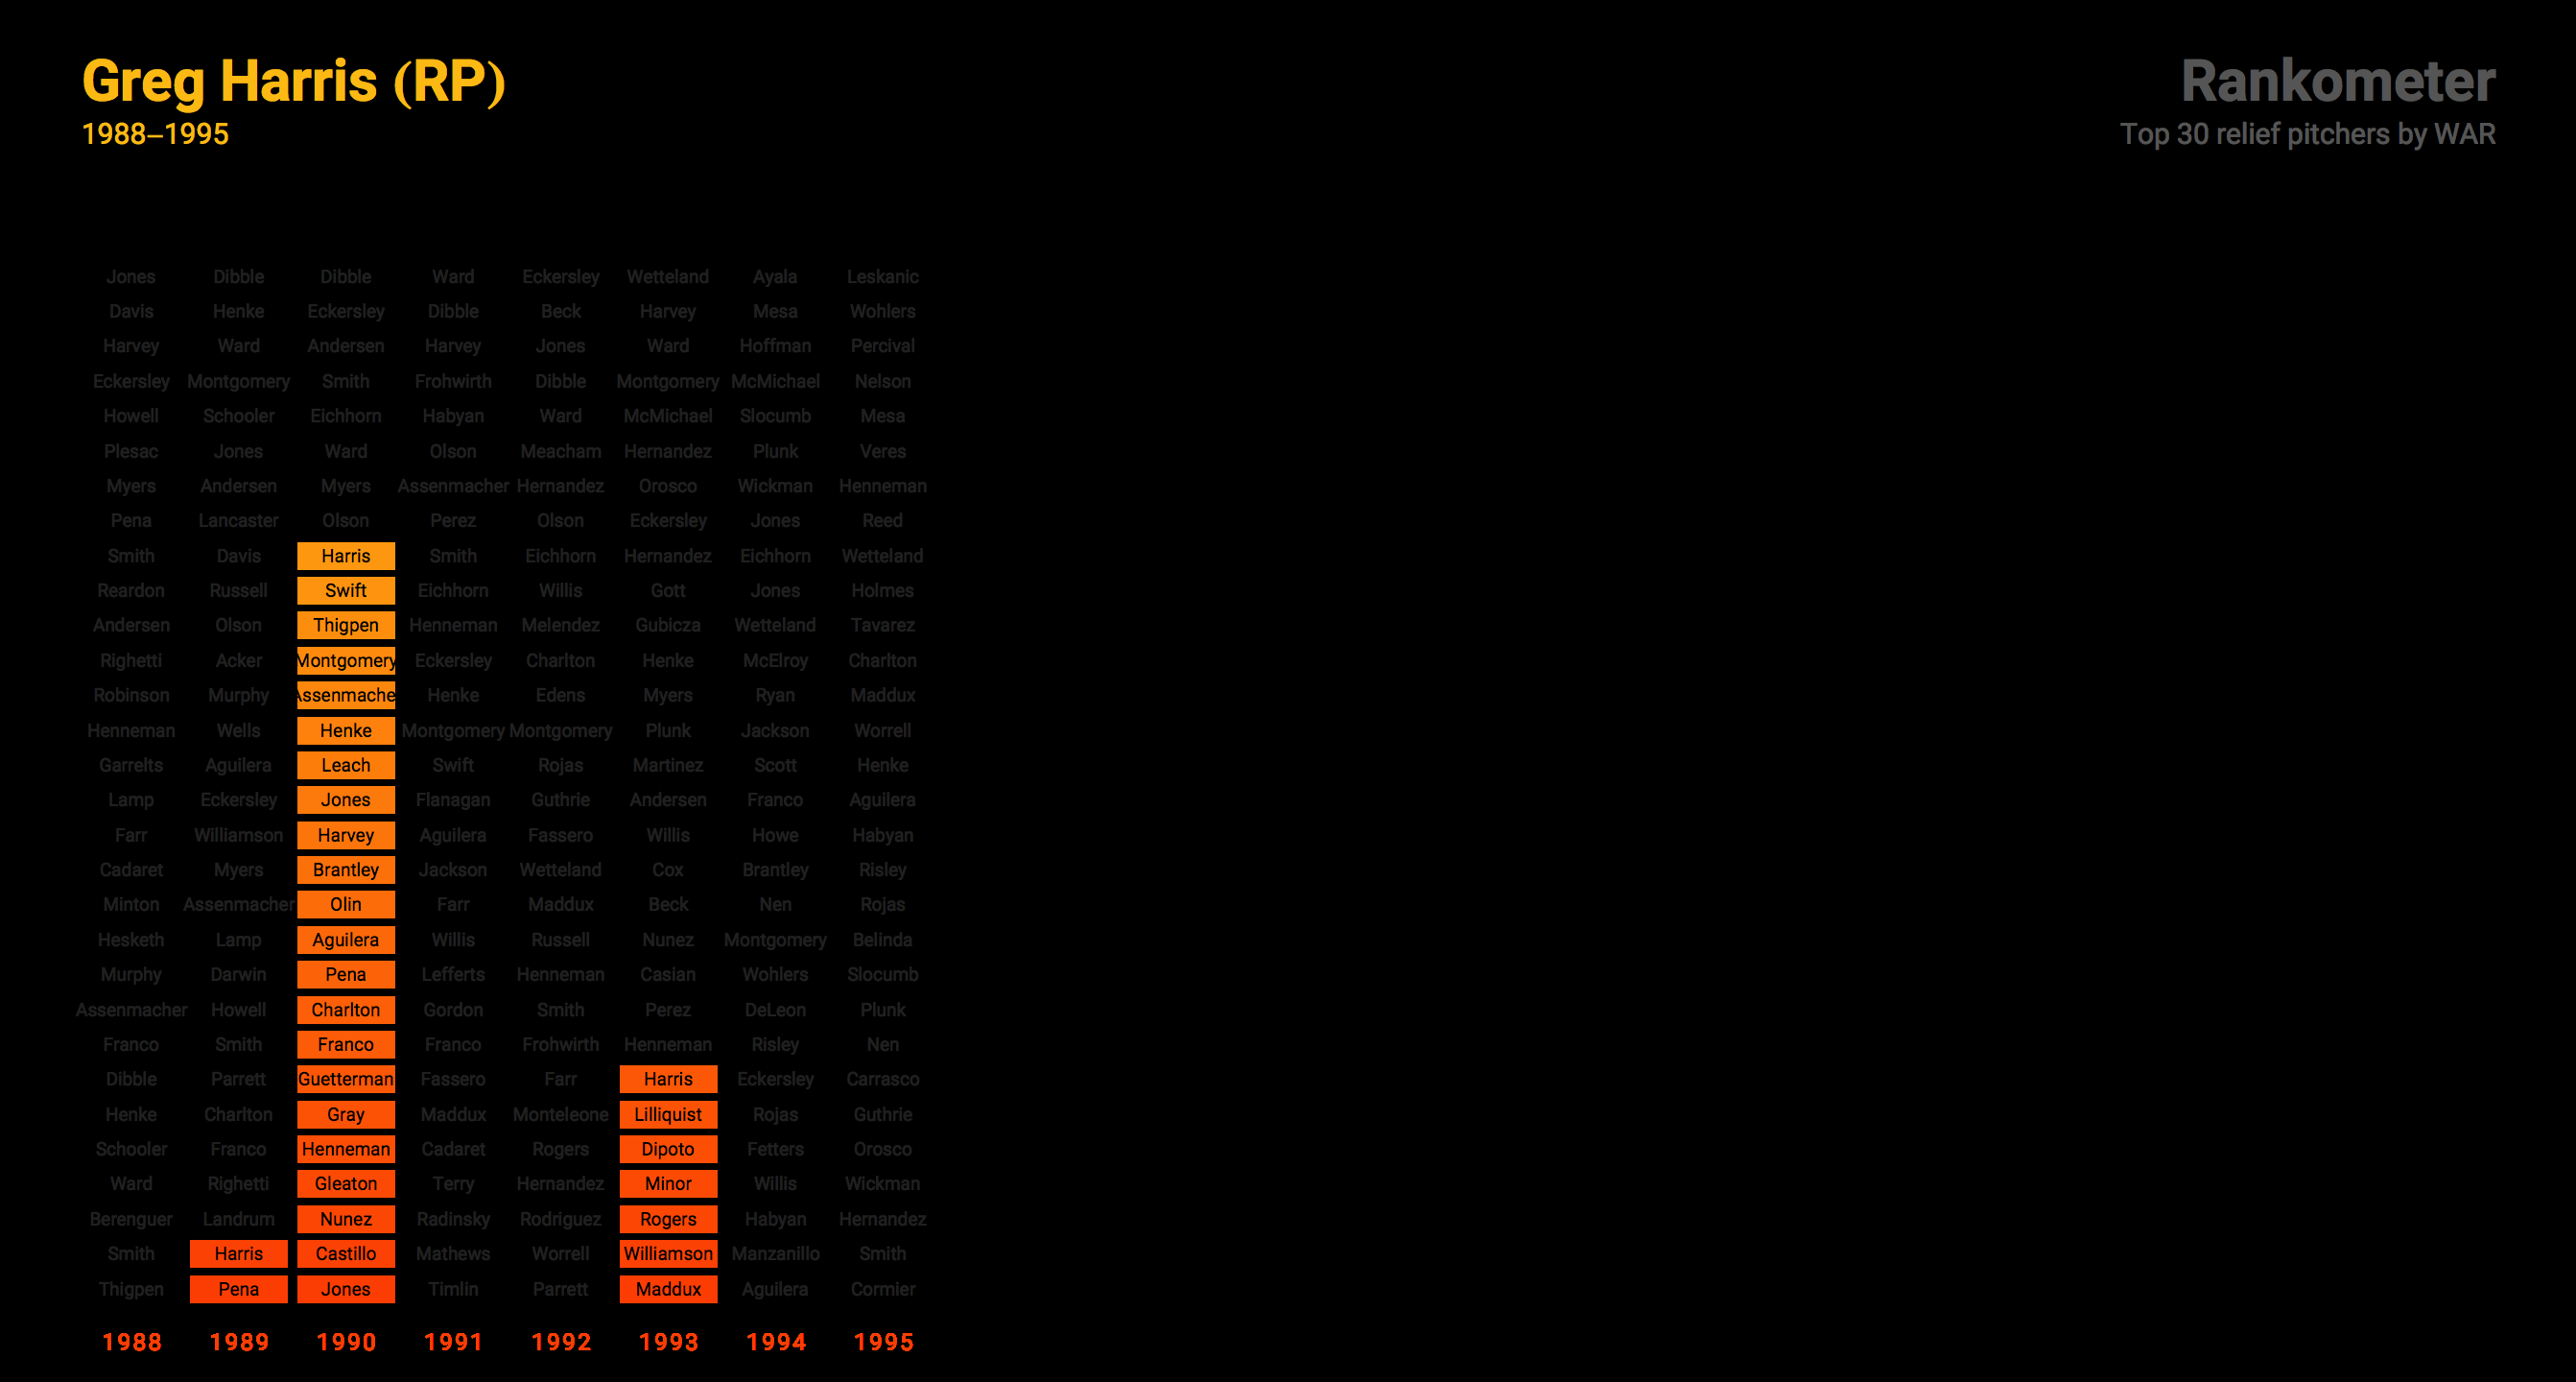 Greg Harris (RP)
1988–1995
Rankometer
Top 30 relief pitchers by WAR
Jones Dibble Dibble Ward Eckersley Wetteland Ayala Leskanic
Davis Henke Eckersley Dibble Beck Harvey Mesa Wohlers
Harvey Ward Andersen Harvey Jones Ward Hoffman Percival
Eckersley Montgomery Smith Frohwirth Dibble Montgomery McMichael Nelson
Howell Schooler Eichhorn Habyan Ward McMichael Slocumb Mesa
Plesac Jones Ward Olson Meacham Hernandez Plunk Veres
Myers Andersen Myers Assenmacher Hernandez Orosco Wickman Henneman
Pena Lancaster Olson Perez Olson Eckersley Jones Reed
Smith Davis Harris Smith Eichhorn Hernandez Eichhorn Wetteland
Reardon Russell Swift Eichhorn Willis Gott Jones Holmes
Andersen Olson Thigpen Henneman Melendez Gubicza Wetteland Tavarez
Righetti Acker Montgomery Eckersley Charlton Henke McElroy Charlton
Robinson Murphy Assenmache Henke Edens Myers Ryan Maddux
Henneman Wells Henke Montgomery Montgomery Plunk Jackson Worrell
Garrelts Aguilera Leach Swift Rojas Martinez Scott Henke
Lamp Eckersley Jones Flanagan Guthrie Andersen Franco Aguilera
Farr Williamson Harvey Aguilera Fassero Willis Howe Habyan
Cadaret Myers Brantley Jackson Wetteland Cox Brantley Risley
Minton Assenmacher Olin Farr Maddux Beck Nen Rojas
Hesketh Lamp Aguilera Willis Russell Nunez Montgomery Belinda
Murphy Darwin Pena Lefferts Henneman Casian Wohlers Slocumb
Assenmacher Howell Charlton Gordon Smith Perez DeLeon Plunk
Franco Smith Franco Franco Frohwirth Henneman Risley Nen
Dibble Parrett Guetterman Fassero Farr Harris Eckersley Carrasco
Henke Charlton Gray Maddux Monteleone Lilliquist Rojas Guthrie
Schooler Franco Henneman Cadaret Rogers Dipoto Fetters Orosco
Ward Righetti Gleaton Terry Hernandez Minor Willis Wickman
Berenguer Landrum Nunez Radinsky Rodriguez Rogers Habyan Hernandez
Smith Harris Castillo Mathews Worrell Williamson Manzanillo Smith
Thigpen Pena Jones Timlin Parrett Maddux Aguilera Cormier
1988 1989 1990 1991 1992 1993 1994 1995